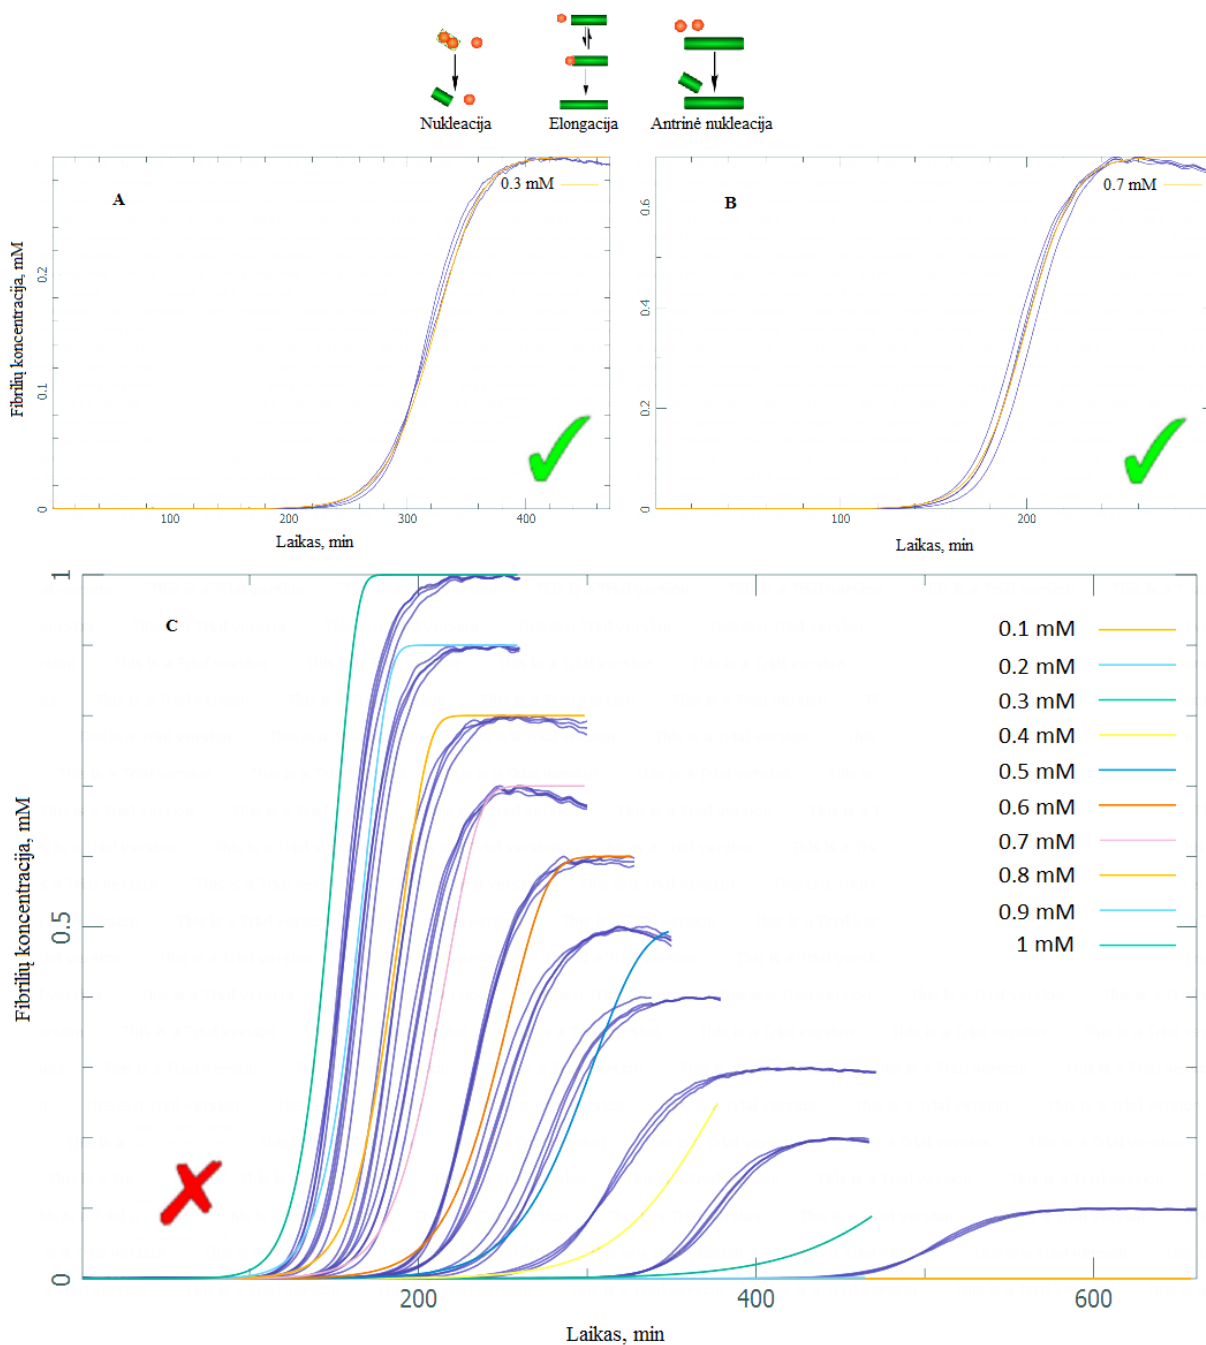 Nukleacija Elongacija Antrinė nukleacija
A
0.3 mM
Fibrilių koncentracija, mM
0.2
0.1
0
100 200 300 400
Laikas, min
B
0.7 mM
0.6
0.4
0.2
0
100 200
Laikas, min
C
Fibrilių koncentracija, mM
1
0.5
0
0.1 mM
0.2 mM
0.3 mM
0.4 mM
0.5 mM
0.6 mM
0.7 mM
0.8 mM
0.9 mM
1 mM
200 400 600
Laikas, min